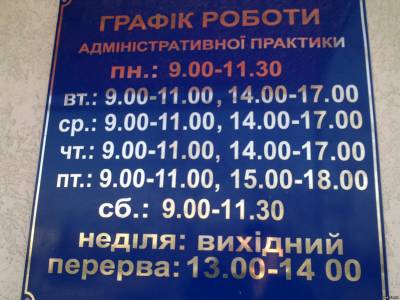 ГРАФІК РОБОТИ
АДМІНІСТРАТИВНОЇ ПРАКТИКИ
пн.: 9.00-11.30
вт.: 9.00-11.00, 14.00-17.00
ср.: 9.00-11.00, 14.00-17.00
чт.: 9.00-11.00, 14.00-17.00
пт.: 9.00-11.00, 15.00-18.00
сб.: 9.00-11.30
неділя: вихідний
перерва: 13.00-14 00